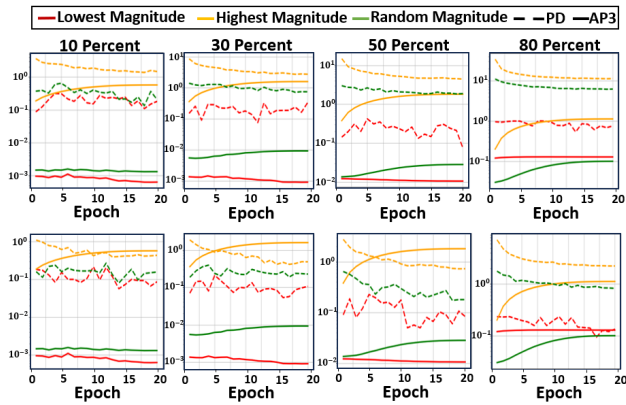 Lowest Magnitude Highest Magnitude Random Magnitude PD AP3
10 Percent 30 Percent 50 Percent 80 Percent
10⁰ 10⁻¹ 10⁻³
10¹ 10⁰ 10⁻¹ 10⁻² 10⁻³
10¹ 10⁰ 10⁻¹ 10⁻²
10¹ 10⁰ 10⁻¹
0 5 10 15 20 0 5 10 15 20 0 5 10 15 20 0 5 10 15 20
Epoch Epoch Epoch Epoch
10⁰ 10⁻¹ 10⁻² 10⁻³
10⁰ 10⁻² 10⁻³
10⁰ 10⁻¹ 10⁻²
10⁰ 10⁻¹
0 5 10 15 20 0 5 10 15 20 0 5 10 15 20 0 5 10 15 20
Epoch Epoch Epoch Epoch